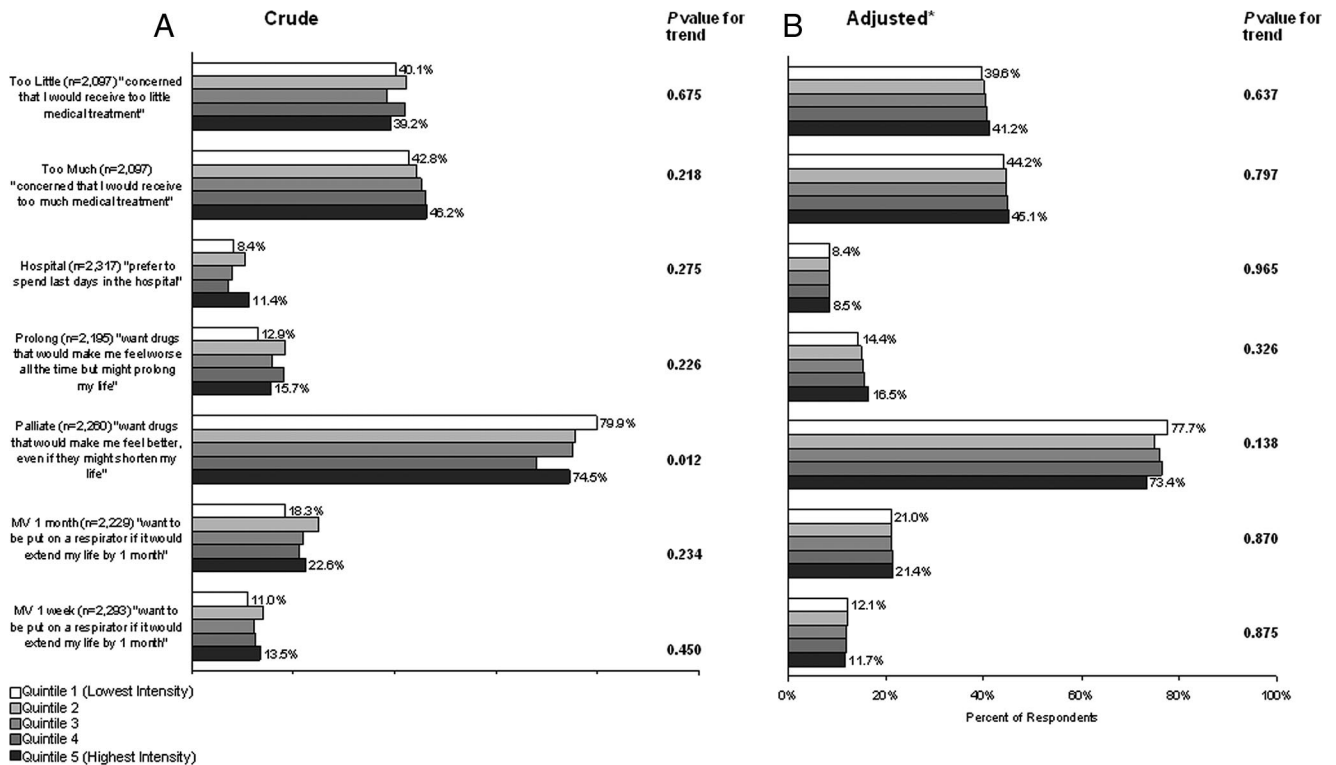 A
Crude
P value for
trend
Too Little (n=2,097) "concerned
that I would receive too little
medical treatment"
40.1%
39.2%
0.675
Too Much (n=2,097)
"concerned that I would receive
too much medical treatment"
42.8%
46.2%
0.218
Hospital (n=2,317) "prefer to
spend last days in the hospital"
8.4%
11.4%
0.275
Prolong (n=2,195) "want drugs
that would make me feel worse
all the time but might prolong
my life"
12.9%
15.7%
0.226
Palliate (n=2,260) "want drugs
that would make me feel better,
even if they might shorten my
life"
79.9%
74.5%
0.012
MV 1 month (n=2,229) "want to
be put on a respirator if it would
extend my life by 1 month"
18.3%
22.6%
0.234
MV 1 week (n=2,293) "want to
be put on a respirator if it would
extend my life by 1 month"
11.0%
13.5%
0.450
Quintile 1 (Lowest Intensity)
Quintile 2
Quintile 3
Quintile 4
Quintile 5 (Highest Intensity)
B
Adjusted*
P value for
trend
39.6%
41.2%
0.637
44.2%
45.1%
0.797
8.4%
8.5%
0.965
14.4%
16.5%
0.326
77.7%
73.4%
0.138
21.0%
21.4%
0.870
12.1%
11.7%
0.875
0% 20% 40% 60% 80% 100%
Percent of Respondents